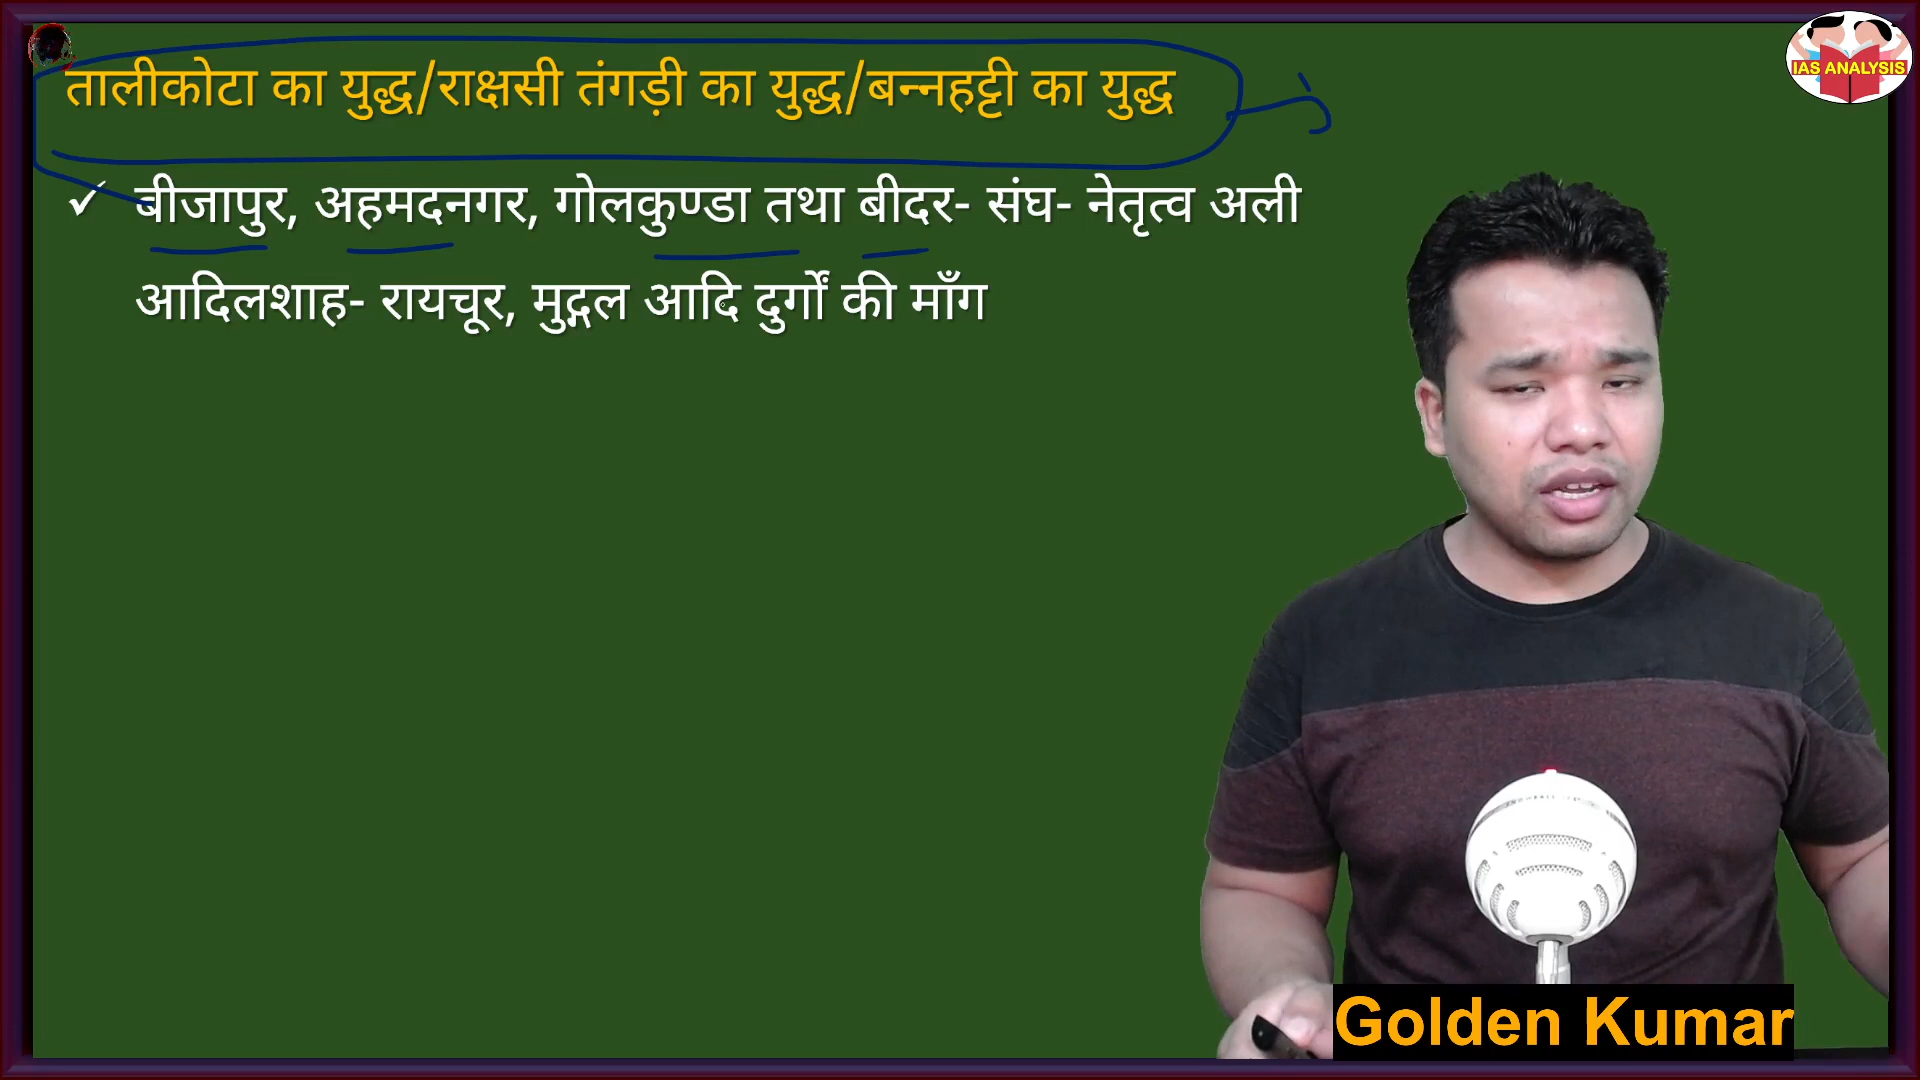 तालीकोटा का युद्ध/राक्षसी तंगड़ी का युद्ध/बन्नहट्टी का युद्ध
IAS ANALYSIS
✓ बीजापुर, अहमदनगर, गोलकुण्डा तथा बीदर- संघ- नेतृत्व अली
आदिलशाह- रायचूर, मुद्गल आदि दुर्गों की माँग
Golden Kumar